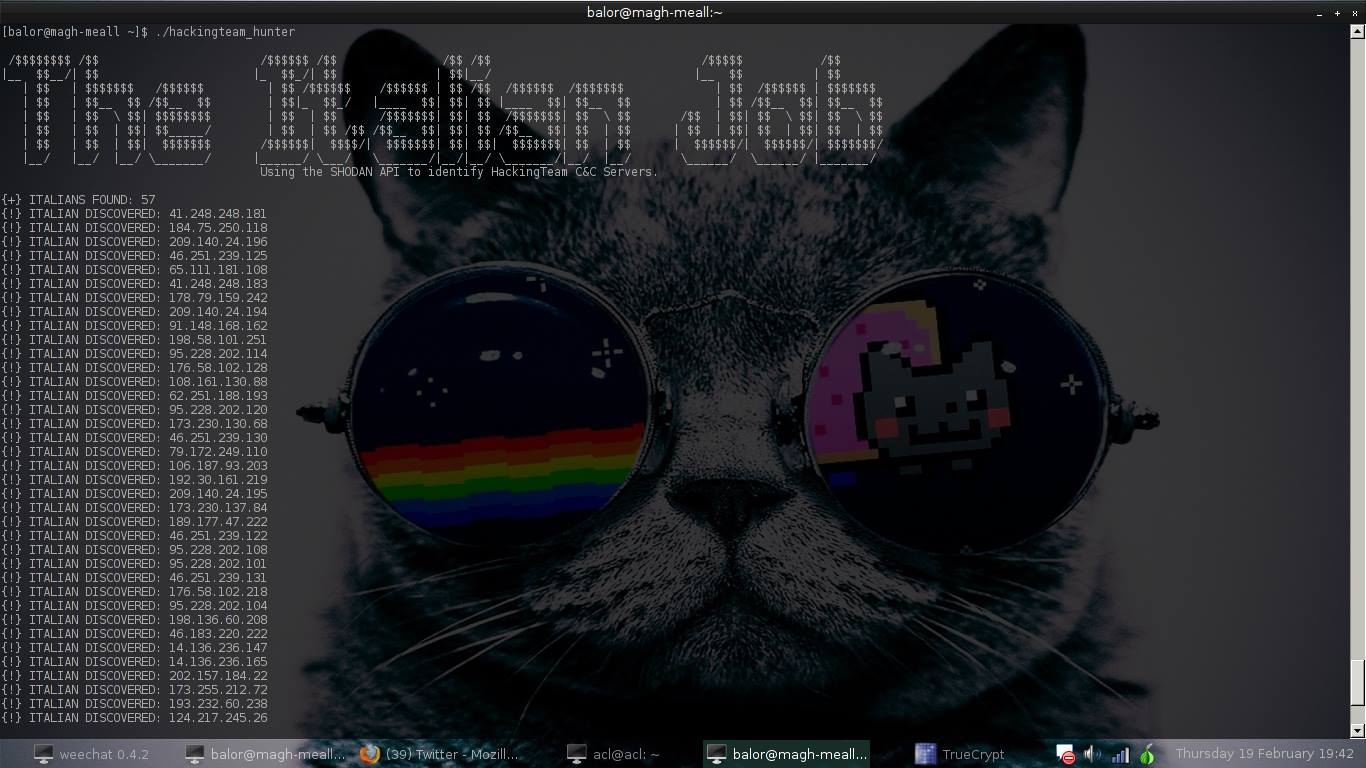 balor@magh-meall:~
[balor@magh-meall ~]$ ./hackingteam_hunter
The Italian Job
Using the SHODAN API to identify HackingTeam C&C Servers.
{+} ITALIANS FOUND: 57
{!} ITALIAN DISCOVERED: 41.248.248.181
{!} ITALIAN DISCOVERED: 184.75.250.118
{!} ITALIAN DISCOVERED: 209.140.24.196
{!} ITALIAN DISCOVERED: 46.251.239.125
{!} ITALIAN DISCOVERED: 65.111.181.108
{!} ITALIAN DISCOVERED: 41.248.248.183
{!} ITALIAN DISCOVERED: 178.79.159.242
{!} ITALIAN DISCOVERED: 209.140.24.194
{!} ITALIAN DISCOVERED: 91.148.168.162
{!} ITALIAN DISCOVERED: 198.58.101.251
{!} ITALIAN DISCOVERED: 95.228.202.114
{!} ITALIAN DISCOVERED: 176.58.102.128
{!} ITALIAN DISCOVERED: 108.161.130.88
{!} ITALIAN DISCOVERED: 62.251.188.193
{!} ITALIAN DISCOVERED: 95.228.202.120
{!} ITALIAN DISCOVERED: 173.230.130.68
{!} ITALIAN DISCOVERED: 46.251.239.130
{!} ITALIAN DISCOVERED: 79.172.249.110
{!} ITALIAN DISCOVERED: 106.187.93.203
{!} ITALIAN DISCOVERED: 192.30.161.219
{!} ITALIAN DISCOVERED: 209.140.24.195
{!} ITALIAN DISCOVERED: 173.230.137.84
{!} ITALIAN DISCOVERED: 189.177.47.222
{!} ITALIAN DISCOVERED: 46.251.239.122
{!} ITALIAN DISCOVERED: 95.228.202.108
{!} ITALIAN DISCOVERED: 95.228.202.101
{!} ITALIAN DISCOVERED: 46.251.239.131
{!} ITALIAN DISCOVERED: 176.58.102.218
{!} ITALIAN DISCOVERED: 95.228.202.104
{!} ITALIAN DISCOVERED: 198.136.60.208
{!} ITALIAN DISCOVERED: 46.183.220.222
{!} ITALIAN DISCOVERED: 14.136.236.147
{!} ITALIAN DISCOVERED: 14.136.236.165
{!} ITALIAN DISCOVERED: 202.157.184.22
{!} ITALIAN DISCOVERED: 173.255.212.72
{!} ITALIAN DISCOVERED: 193.232.60.238
{!} ITALIAN DISCOVERED: 124.217.245.26
weechat 0.4.2 balor@magh-meall... (39) Twitter - Mozill... acl@acl: ~ balor@magh-meall... TrueCrypt Thursday 19 February 19:42